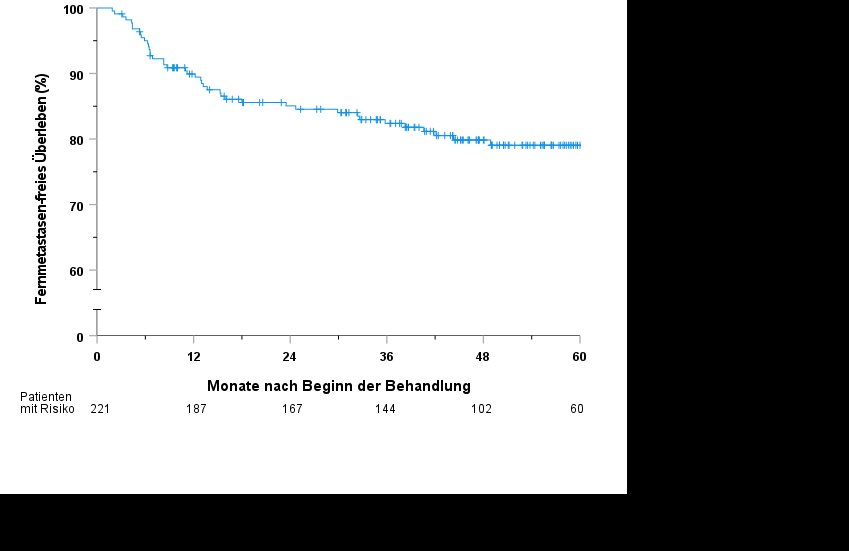 100
90
80
70
60
0
Fernmetastasen-freies Überleben (%)
0 12 24 36 48 60
Monate nach Beginn der Behandlung
Patienten
mit Risiko 221 187 167 144 102 60